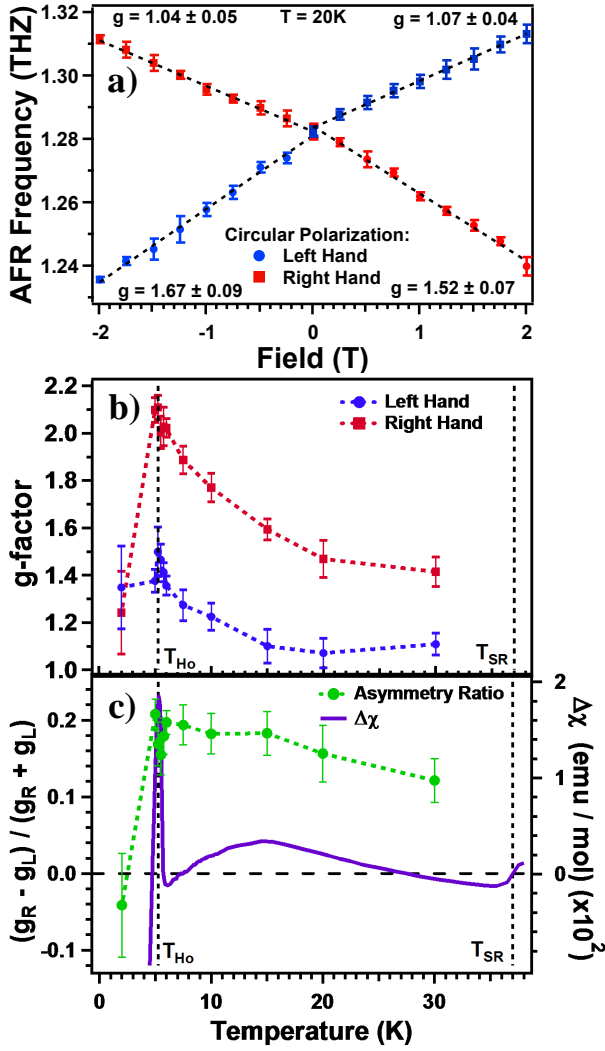 g = 1.04 ± 0.05 T = 20K g = 1.07 ± 0.04
a)
AFR Frequency (THZ)
1.32
1.30
1.28
1.26
1.24
Circular Polarization:
Left Hand
Right Hand
g = 1.67 ± 0.09 g = 1.52 ± 0.07
-2 -1 0 1 2
Field (T)
b)
g-factor
2.2
2.0
1.8
1.6
1.4
1.2
1.0
Left Hand
Right Hand
THo TSR
c)
(gR - gL) / (gR + gL)
0.2
0.1
0.0
-0.1
Asymmetry Ratio
Δχ
2
1
0
Δχ (emu / mol) (x10²)
THo TSR
0 10 20 30
Temperature (K)